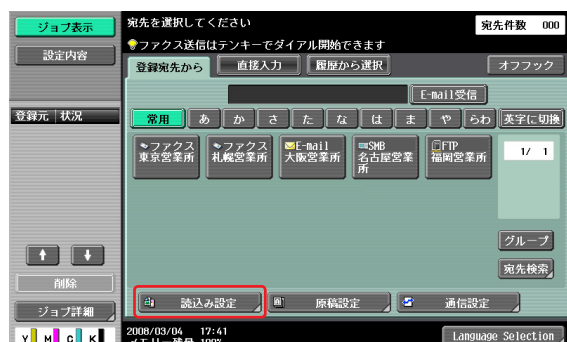 ジョブ表示
設定内容
登録元 状況
削除
ジョブ詳細
Y M C K
宛先を選択してください
宛先件数 000
ファクス送信はテンキーでダイアル開始できます
登録宛先から 直接入力 履歴から選択 オフフック
E-mail受信
常用 あ か さ た な は ま や らわ 英字に切換
ファクス
東京営業所
ファクス
札幌営業所
E-mail
大阪営業所
SMB
名古屋営業
所
FTP
福岡営業所
1/ 1
グループ
宛先検索
読込み設定 原稿設定 通信設定
2008/03/04 17:41
メモリー残量 100%
Language Selection